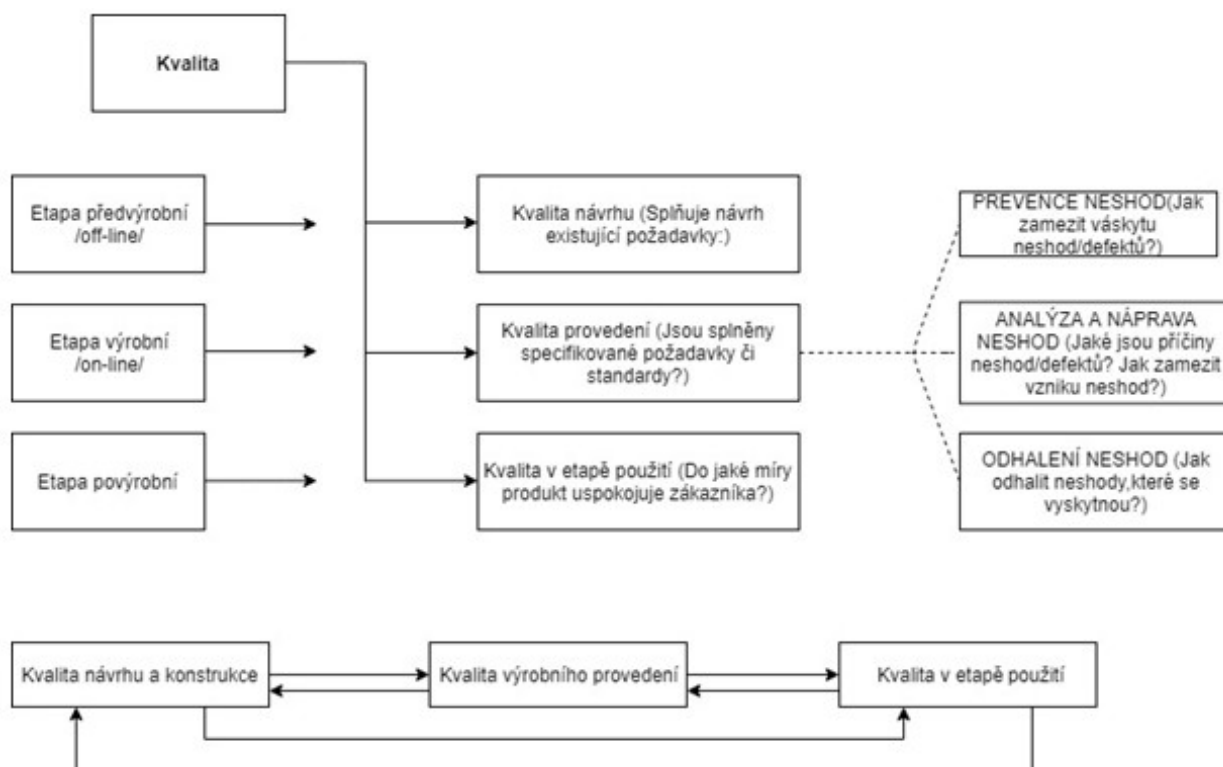 Kvalita
Etapa předvýrobní
/off-line/
Kvalita návrhu (Splňuje návrh
existující požadavky:)
PREVENCE NESHOD(Jak
zamezit váskytu
neshod/defektů?)
Etapa výrobní
/on-line/
Kvalita provedení (Jsou splněny
specifikované požadavky či
standardy?)
ANALÝZA A NÁPRAVA
NESHOD (Jaké jsou příčiny
neshod/defektů? Jak zamezit
vzniku neshod?)
Etapa povýrobní
Kvalita v etapě použití (Do jaké míry
produkt uspokojuje zákazníka?)
ODHALENÍ NESHOD (Jak
odhalit neshody,které se
vyskytnou?)
Kvalita návrhu a konstrukce
Kvalita výrobního provedení
Kvalita v etapě použití